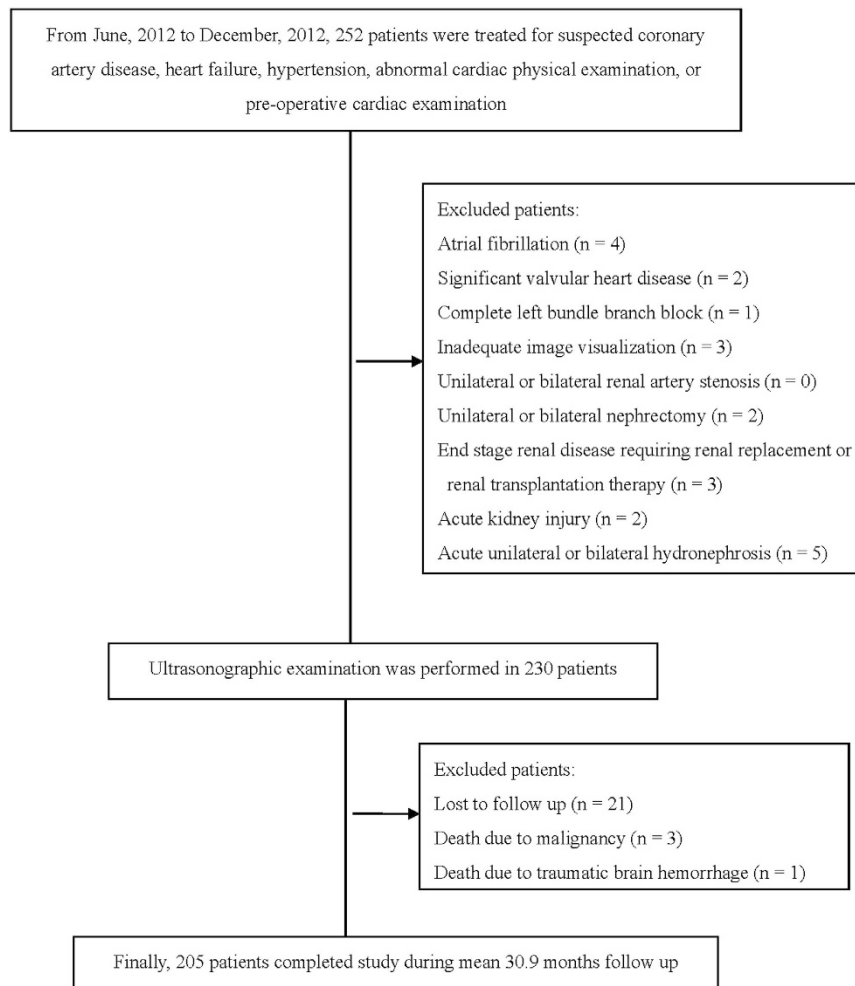 From June, 2012 to December, 2012, 252 patients were treated for suspected coronary
artery disease, heart failure, hypertension, abnormal cardiac physical examination, or
pre-operative cardiac examination
Excluded patients:
Atrial fibrillation (n = 4)
Significant valvular heart disease (n = 2)
Complete left bundle branch block (n = 1)
Inadequate image visualization (n = 3)
Unilateral or bilateral renal artery stenosis (n = 0)
Unilateral or bilateral nephrectomy (n = 2)
End stage renal disease requiring renal replacement or
renal transplantation therapy (n = 3)
Acute kidney injury (n = 2)
Acute unilateral or bilateral hydronephrosis (n = 5)
Ultrasonographic examination was performed in 230 patients
Excluded patients:
Lost to follow up (n = 21)
Death due to malignancy (n = 3)
Death due to traumatic brain hemorrhage (n = 1)
Finally, 205 patients completed study during mean 30.9 months follow up